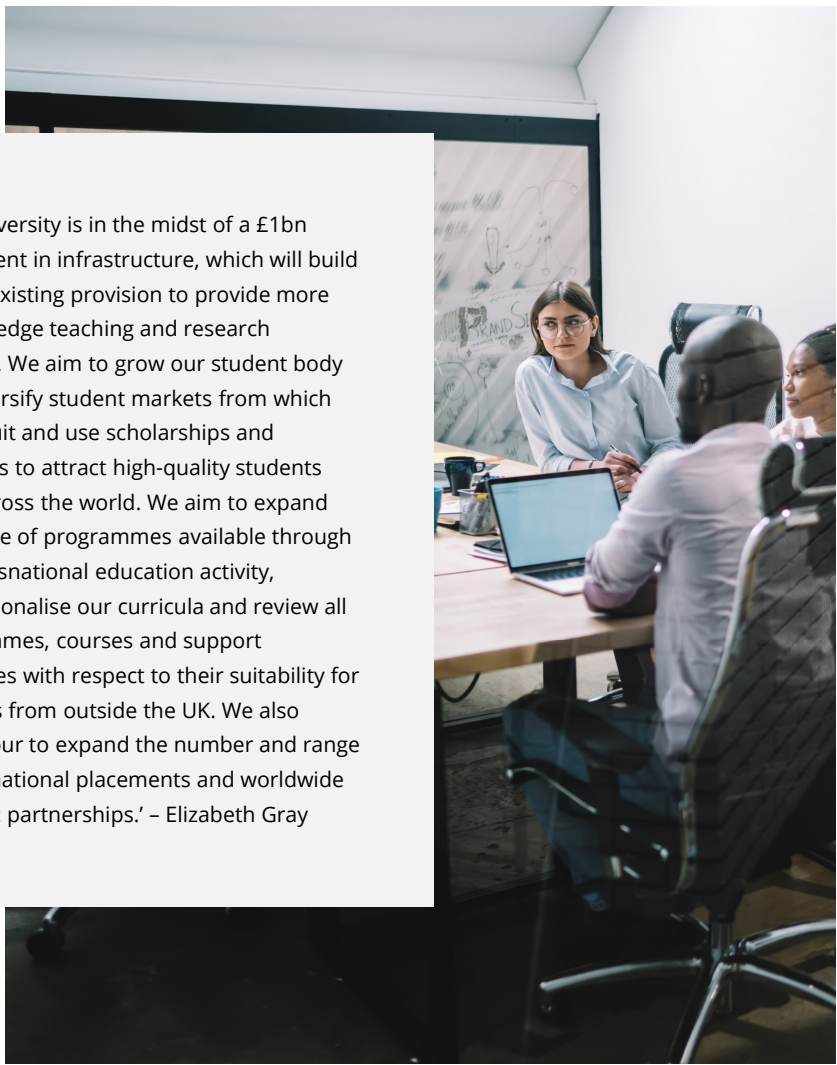 versity is in the midst of a £1bn
ent in infrastructure, which will build
xisting provision to provide more
edge teaching and research
. We aim to grow our student body
rsify student markets from which
uit and use scholarships and
s to attract high-quality students
ross the world. We aim to expand
e of programmes available through
snational education activity,
onalise our curricula and review all
mmes, courses and support
es with respect to their suitability for
s from outside the UK. We also
our to expand the number and range
national placements and worldwide
partnerships.’ – Elizabeth Gray
BRAND